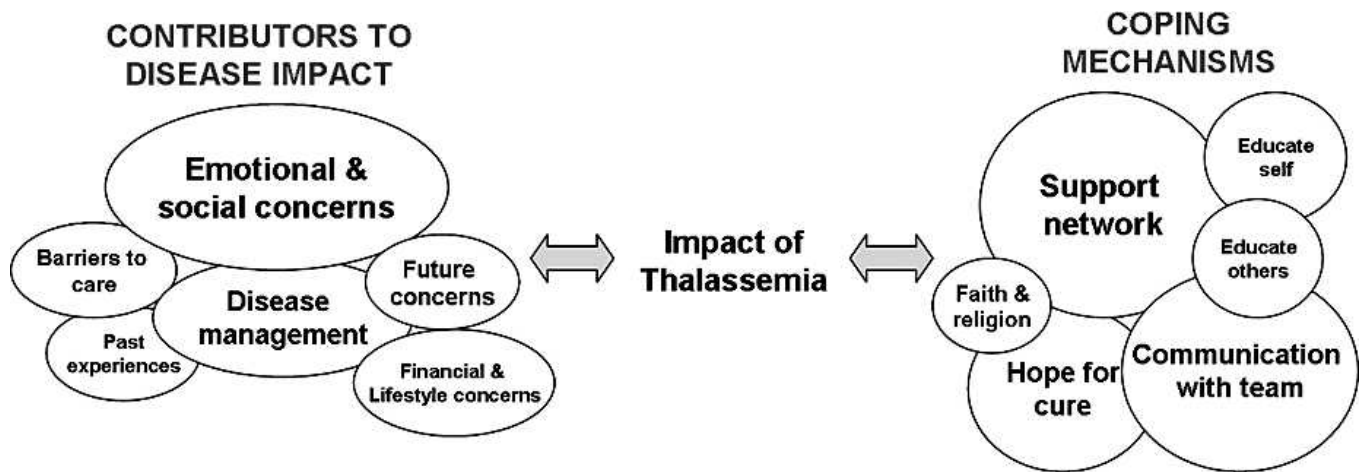 CONTRIBUTORS TO
DISEASE IMPACT
Emotional &
social concerns
Barriers to
care
Disease
management
Future
concerns
Past
experiences
Financial &
Lifestyle concerns
Impact of
Thalassemia
COPING
MECHANISMS
Support
network
Educate
self
Educate
others
Faith &
religion
Hope for
cure
Communication
with team